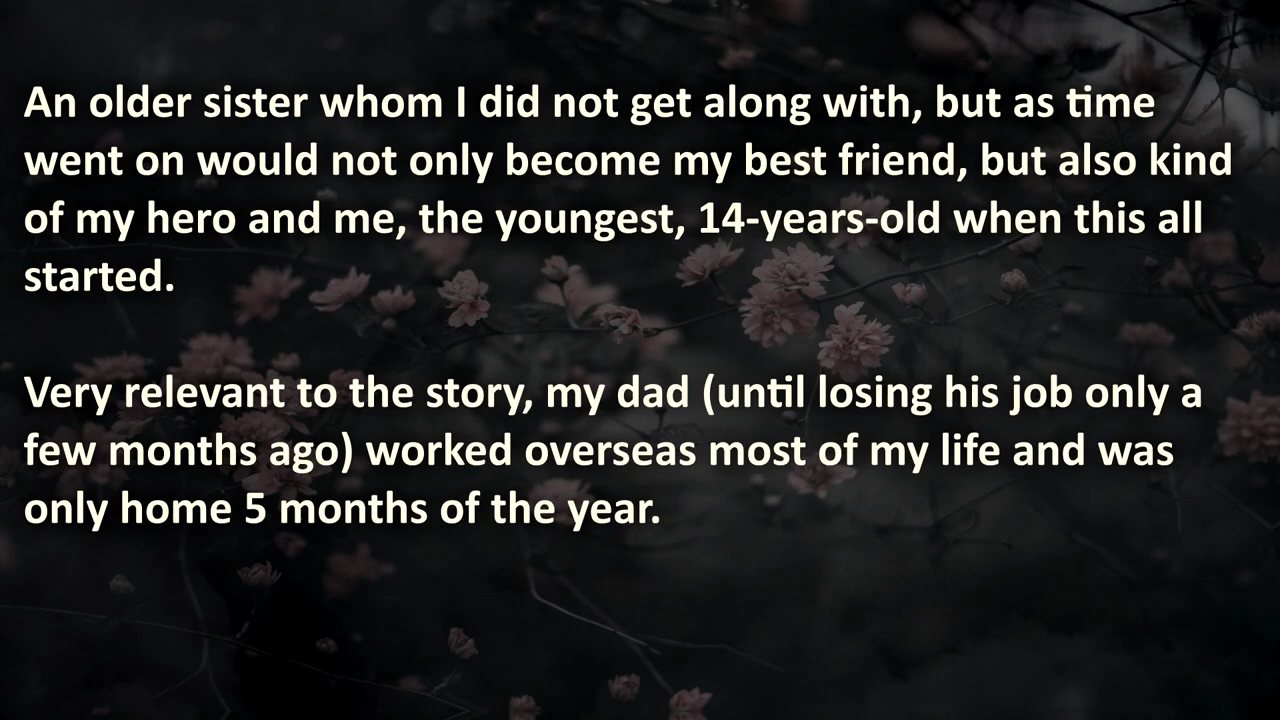 An older sister whom I did not get along with, but as time
went on would not only become my best friend, but also kind
of my hero and me, the youngest, 14-years-old when this all
started.
Very relevant to the story, my dad (until losing his job only a
few months ago) worked overseas most of my life and was
only home 5 months of the year.